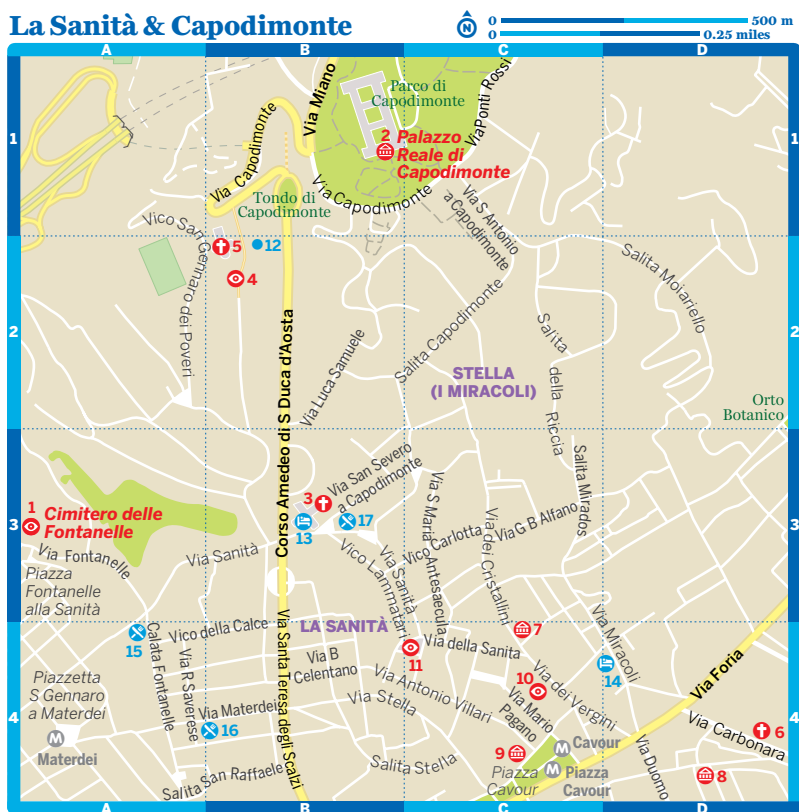 La Sanità & Capodimonte
N
0 500 m
0 0.25 miles
A B C D
1
2
3
4
1
2
3
4
A B C D
Via Miano
Parco di
Capodimonte
Via Ponti Rossi
2 Palazzo
Reale di
Capodimonte
Via Capodimonte
Via Capodimonte
Tondo di
Capodimonte
Via S Antonio
a Capodimonte
Vico San Gennaro dei Poveri
5
12
4
Salita Moiariello
Salita Capodimonte
Salita della Riccia
Via Luca Samuele
Corso Amedeo di S Duca d'Aosta
STELLA
(I MIRACOLI)
Orto
Botanico
1 Cimitero delle
Fontanelle
3
Via San Severo
a Capodimonte
13
17
Via S Maria Antesaecula
Salita Mirados
Via G B Alfano
Vico Carlotta
Via dei Cristallini
Via Fontanelle
Via Sanità
Via Sanità
Vico Lammatari
Piazza
Fontanelle
alla Sanità
15
Calata Fontanelle
Vico della Calce
LA SANITÀ
Via R Saverese
Via Santa Terasa degli Scalzi
Via B
Celentano
11
Via della Sanita
7
Via Miracoli
14
Via Foria
Piazzetta
S Gennaro
a Materdei
M
Materdei
Via Materdei
16
Via Stella
Via Antonio Villari
10
Via dei Vergini
Via Mario
Pagano
Salita San Raffaele
Salita Stella
9
Piazza
Cavour
M Cavour
M Piazza
Cavour
Via Duomo
Via Carbonara
6
8